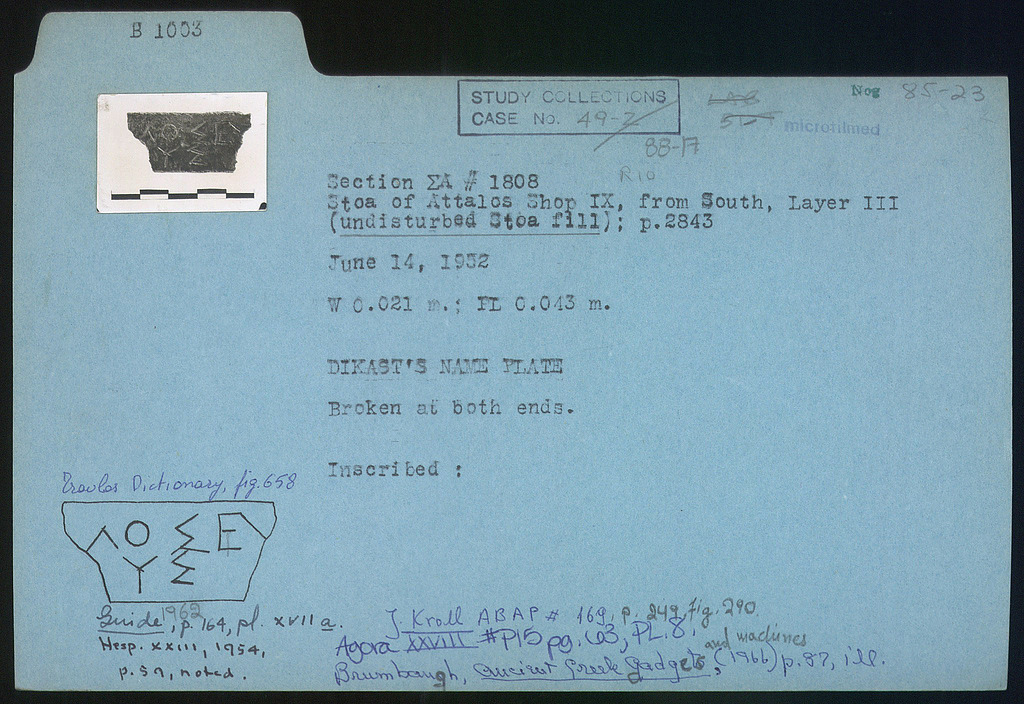 B 1003
STUDY COLLECTIONS
CASE No. 49-2
88-17
R10
Nog 85-23
microfilmed
Section ΣΑ # 1808
Stoa of Attalos Shop IX, from South, Layer III
(undisturbed Stoa fill); p.2843
June 14, 1952
W 0.021 m.; PL 0.043 m.
DIKAST'S NAME PLATE
Broken at both ends.
Inscribed :
Travlos Dictionary, fig. 658
ΛΟΣΕ
ΥΣ
Guide 1962, p. 164, pl. XVII a.
Hesp. XXIII, 1954,
p. 59, noted.
J. Kroll ABAP # 169, p. 249, fig. 290.
Agora XXVIII #P15 pg. 63, PL. 8,
Brumbaugh, Ancient Greek Gadgets and machines, (1966) p. 87, ill.